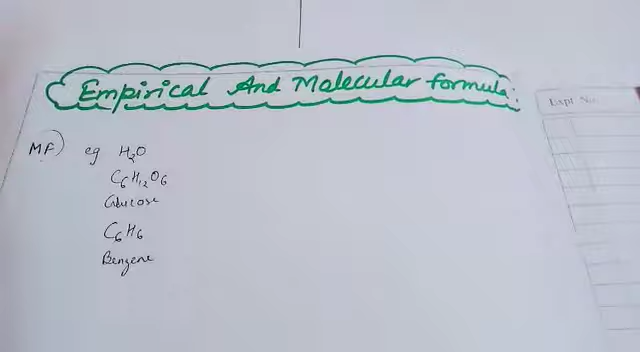 Empirical And Molecular formula:
MF) eg H₂O
C₆H₁₂O₆
Glucose
C₆H₆
Benzene
Expt No.